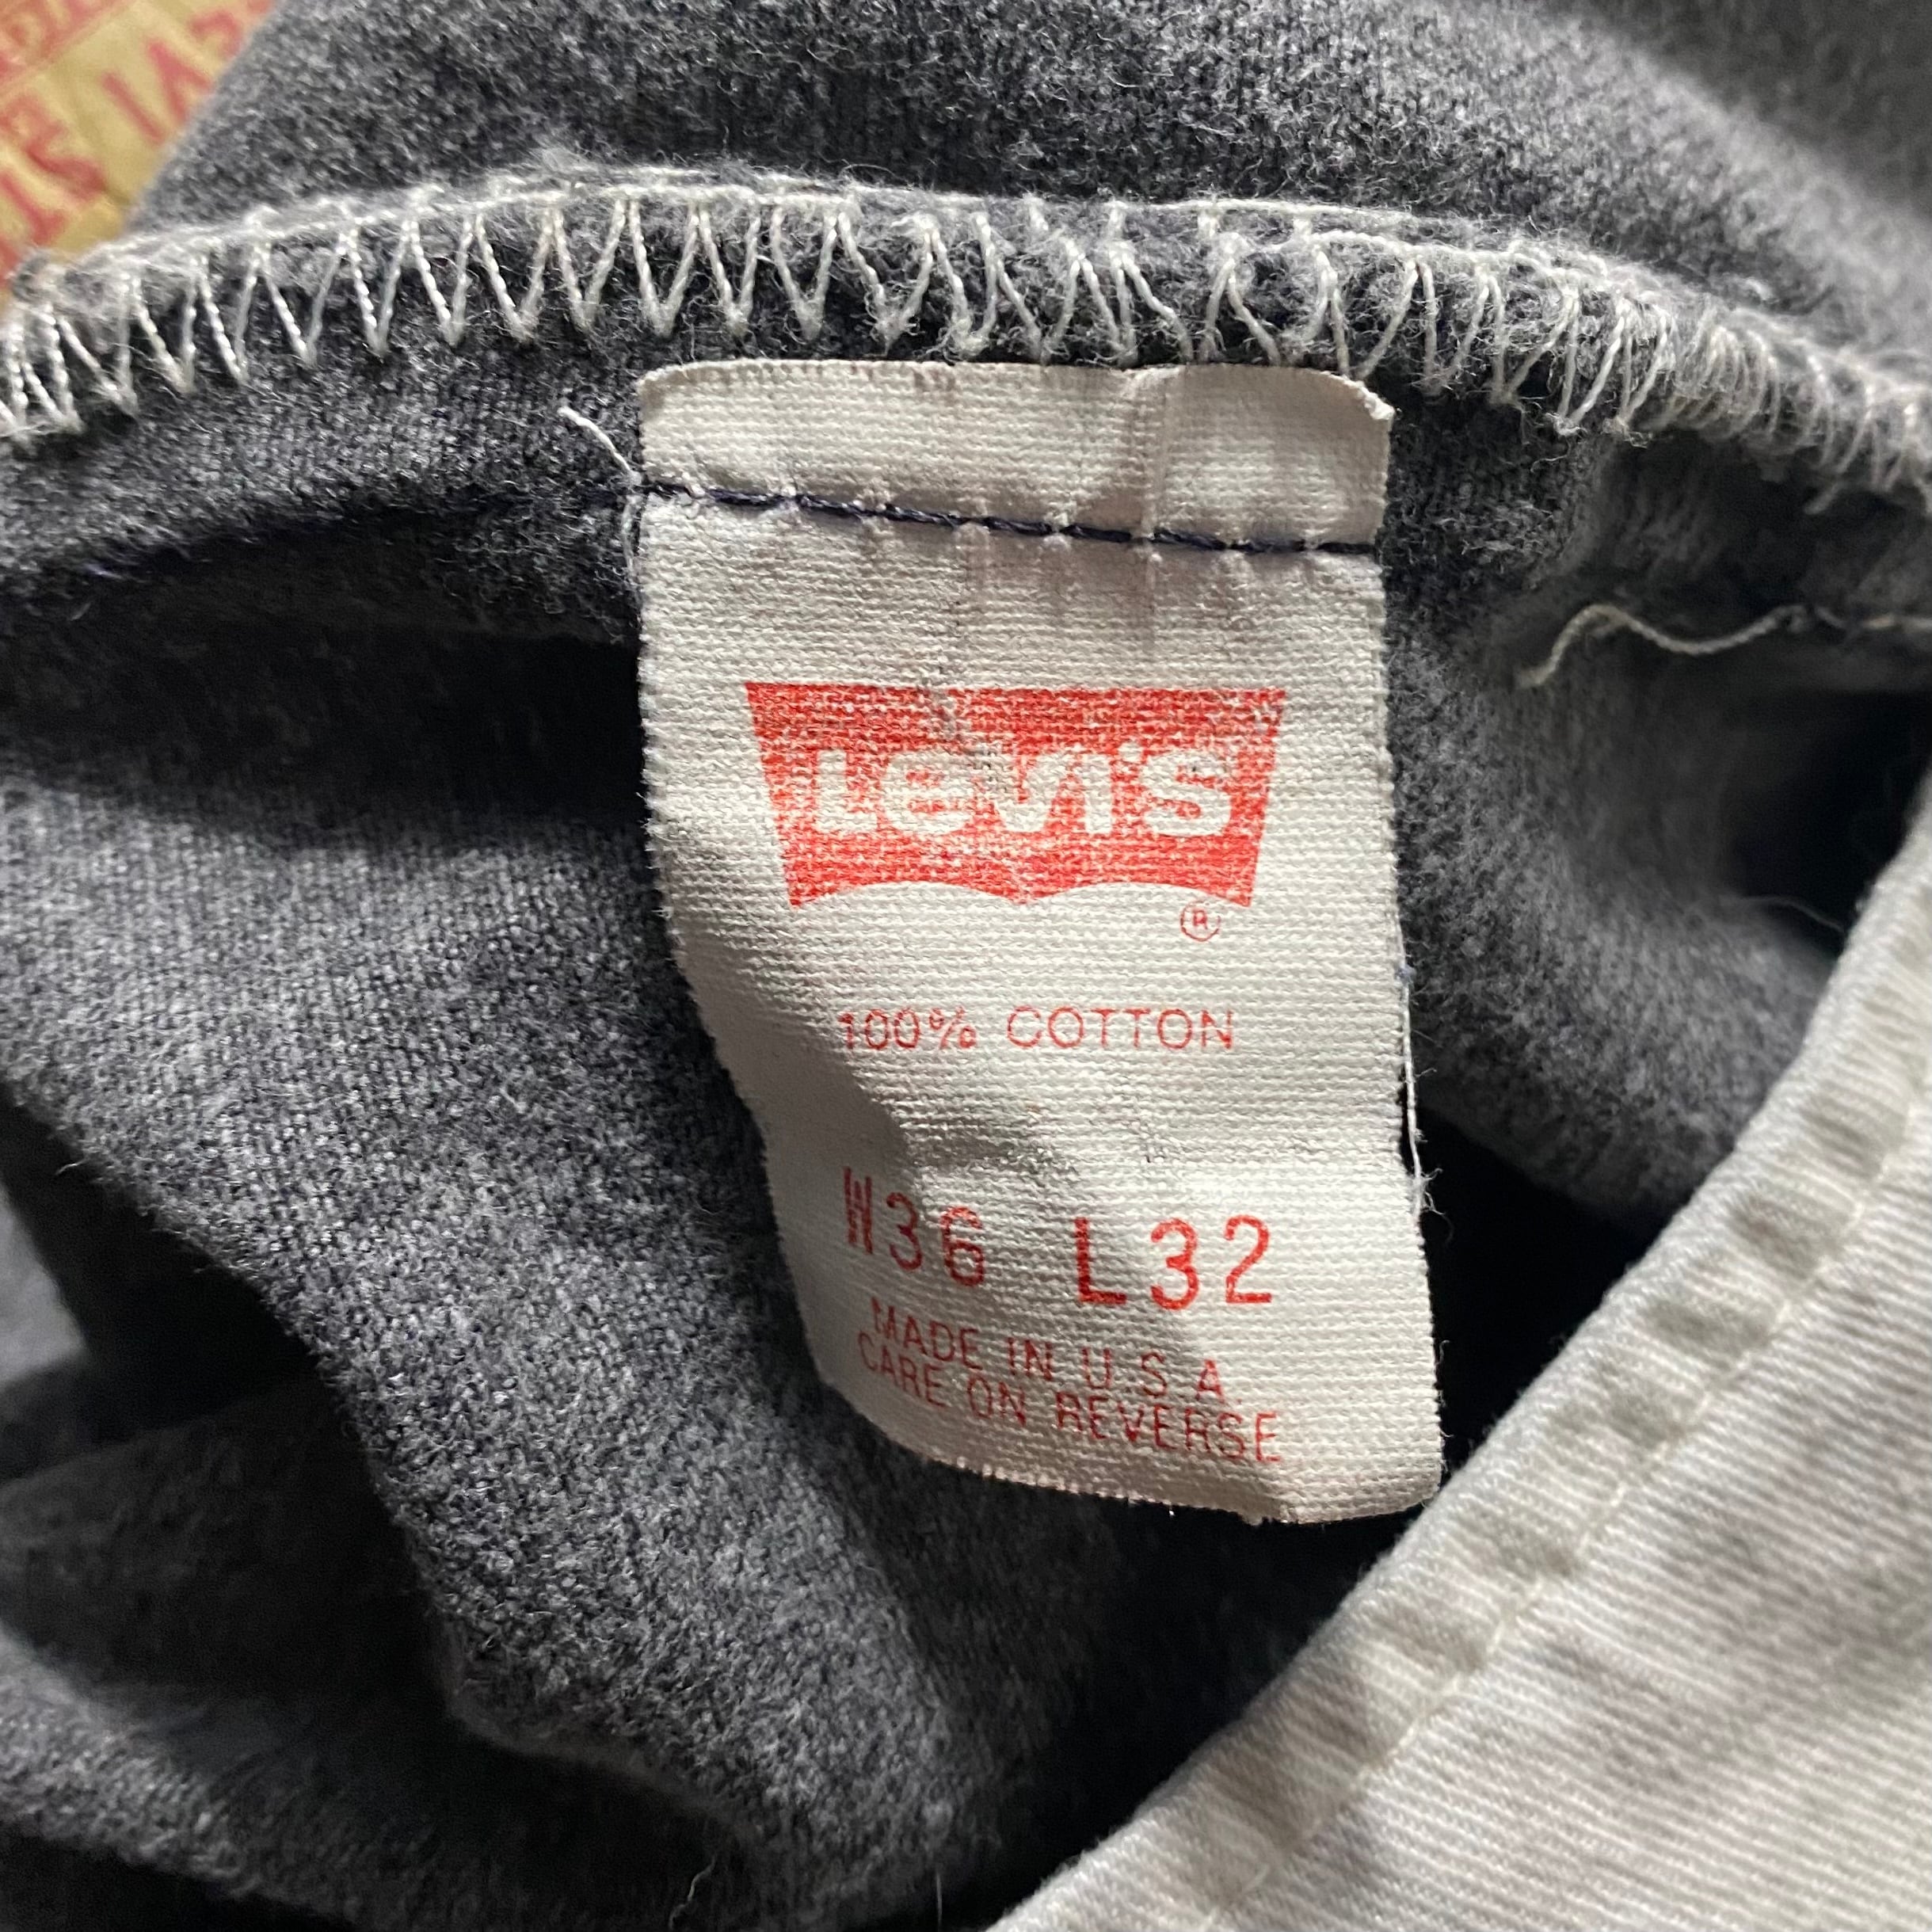 Levi's
®
100% COTTON
W36 L32
MADE IN U.S.A
CARE ON REVERSE